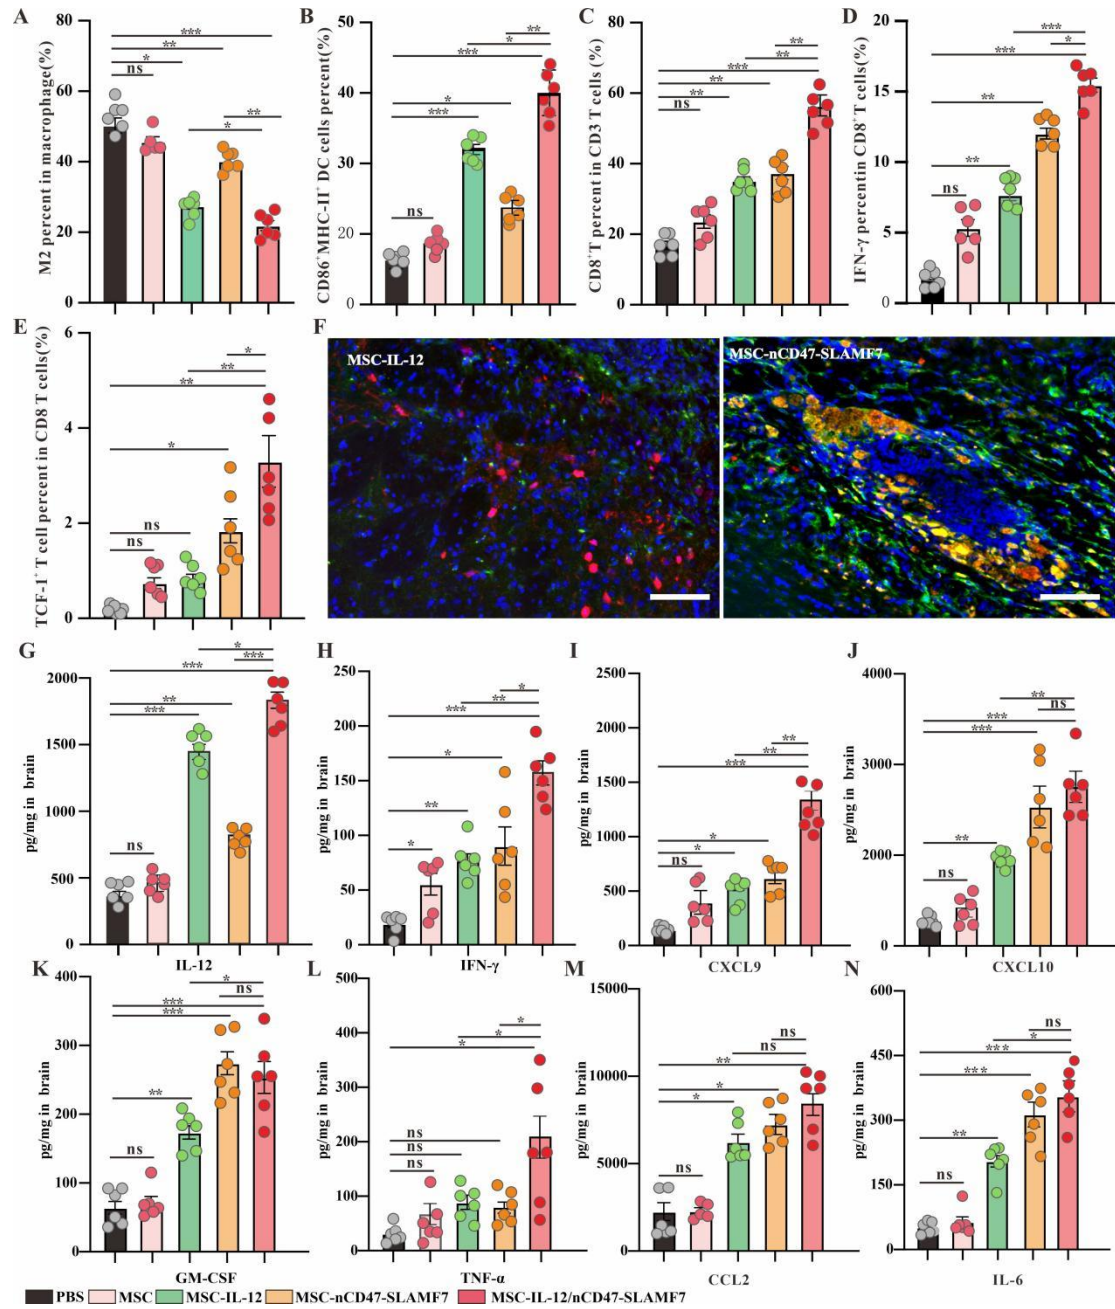 A
M2 percent in macrophage(%)
80
60
40
20
0
ns
*
**
***
*
**
B
CD86⁺MHC-II⁺ DC cells percent(%)
40
30
20
0
ns
***
*
***
*
**
C
CD8⁺T percent in CD3 T cells (%)
80
60
40
20
0
ns
**
**
***
**
**
D
IFN-γ percentin CD8⁺T cells(%)
20
15
10
5
0
ns
**
**
***
*
***
E
TCF-1⁺ T cell percent in CD8 T cells(%)
6
4
2
0
ns
ns
*
**
**
*
F
MSC-IL-12
MSC-nCD47-SLAMF7
G
pg/mg in brain
2000
1500
1000
500
0
ns
***
**
***
***
*
IL-12
H
pg/mg in brain
250
200
150
100
50
0
*
**
*
***
**
*
IFN-γ
I
pg/mg in brain
1500
1000
500
0
ns
*
*
***
**
**
CXCL9
J
pg/mg in brain
4000
3000
2000
0
ns
**
***
***
ns
**
CXCL10
K
pg/mg in brain
400
300
200
100
0
ns
**
***
***
ns
*
GM-CSF
L
pg/mg in brain
500
400
300
200
100
0
ns
ns
ns
*
*
*
TNF-α
M
pg/mg in brain
15000
10000
5000
0
ns
*
*
**
ns
ns
CCL2
N
pg/mg in brain
600
450
300
150
0
ns
**
***
***
*
ns
IL-6
PBS MSC MSC-IL-12 MSC-nCD47-SLAMF7 MSC-IL-12/nCD47-SLAMF7